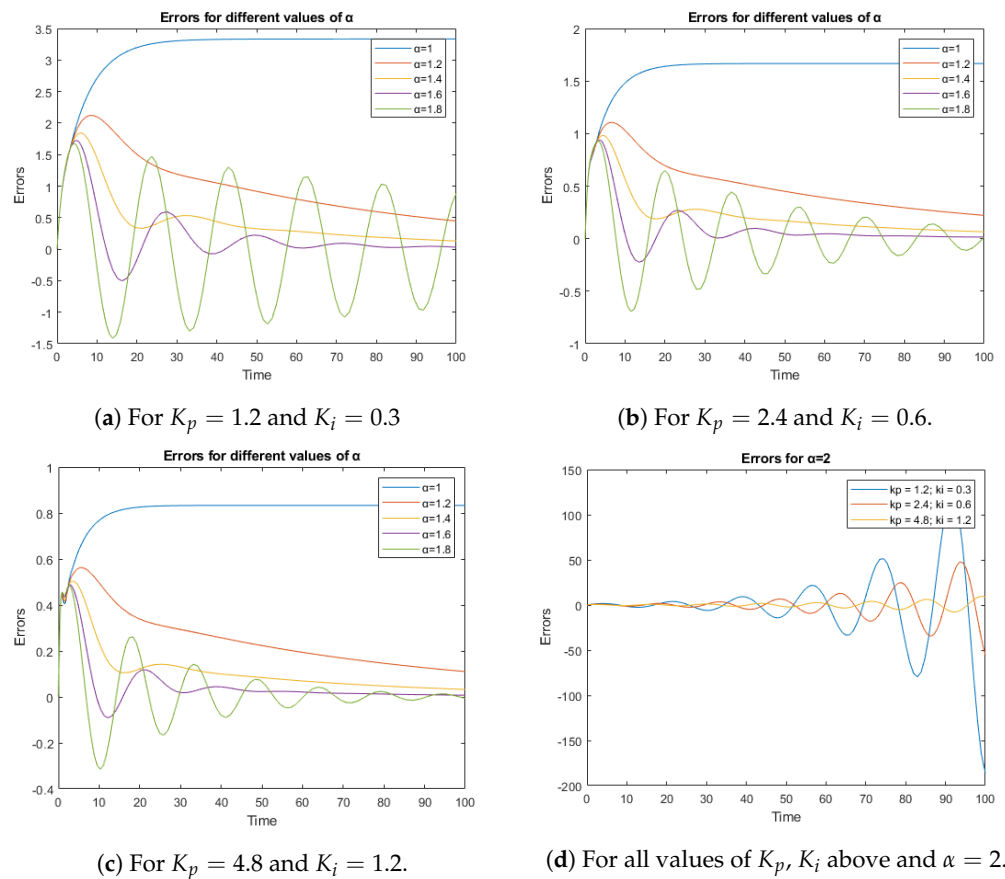 Errors for different values of α
3.5
3
2.5
2
1.5
1
0.5
0
-0.5
-1
-1.5
Errors
α=1
α=1.2
α=1.4
α=1.6
α=1.8
0 10 20 30 40 50 60 70 80 90 100
Time
(a) For Kp = 1.2 and Ki = 0.3
Errors for different values of α
2
1.5
1
0.5
0
-0.5
-1
Errors
α=1
α=1.2
α=1.4
α=1.6
α=1.8
0 10 20 30 40 50 60 70 80 90 100
Time
(b) For Kp = 2.4 and Ki = 0.6.
Errors for different values of α
1
0.8
0.6
0.4
0.2
0
-0.2
-0.4
Errors
α=1
α=1.2
α=1.4
α=1.6
α=1.8
0 10 20 30 40 50 60 70 80 90 100
Time
(c) For Kp = 4.8 and Ki = 1.2.
Errors for α=2
150
100
50
0
-50
-100
-150
-200
Errors
kp = 1.2; ki = 0.3
kp = 2.4; ki = 0.6
kp = 4.8; ki = 1.2
0 10 20 30 40 50 60 70 80 90 100
Time
(d) For all values of Kp, Ki above and α = 2.